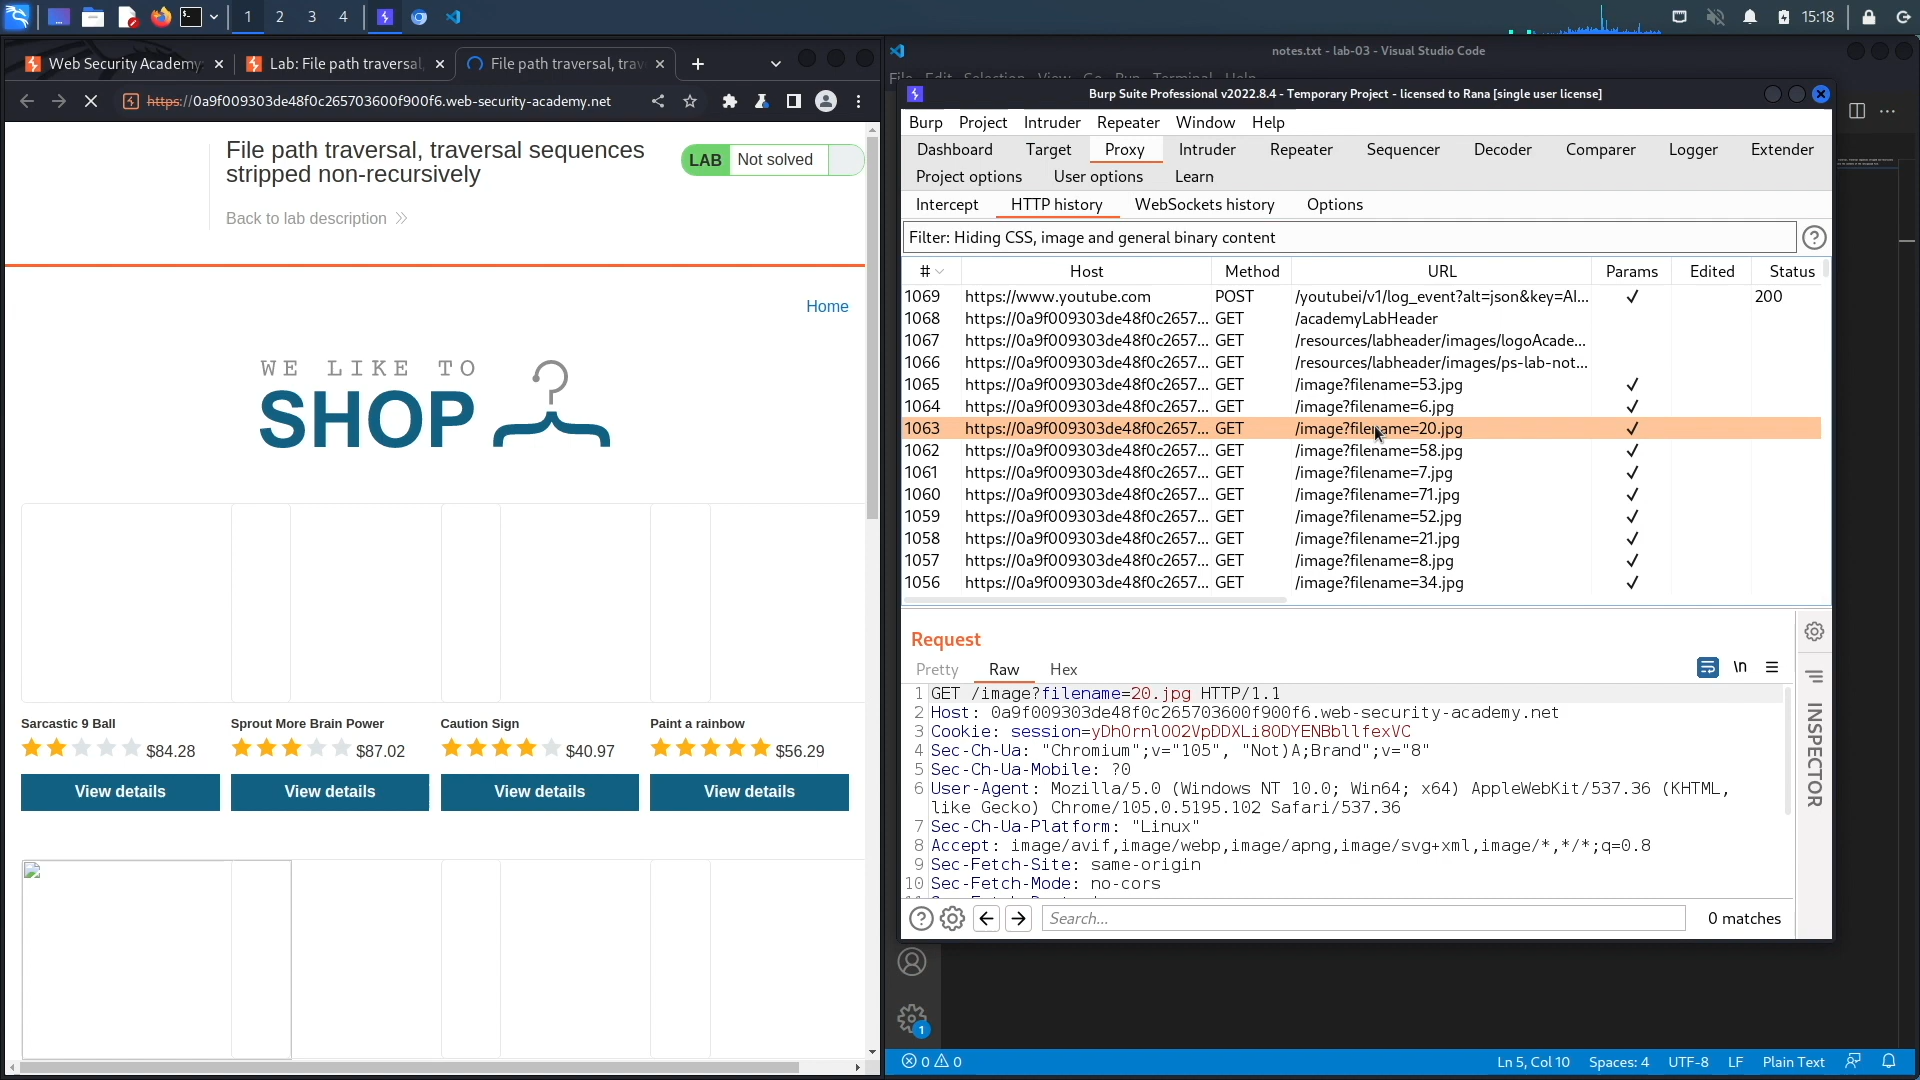 1
2
3
4
15:18
Web Security Academy
Lab: File path traversal,
File path traversal, trav
https://0a9f009303de48f0c265703600f900f6.web-security-academy.net
File path traversal, traversal sequences
stripped non-recursively
LAB
Not solved
Back to lab description
Home
WE LIKE TO
SHOP
Sarcastic 9 Ball
$84.28
View details
Sprout More Brain Power
$87.02
View details
Caution Sign
$40.97
View details
Paint a rainbow
$56.29
View details
notes.txt - lab-03 - Visual Studio Code
File Edit Selection View Go Run Terminal Help
Burp Suite Professional v2022.8.4 - Temporary Project - licensed to Rana [single user license]
Burp Project Intruder Repeater Window Help
Dashboard Target Proxy Intruder Repeater Sequencer Decoder Comparer Logger Extender
Project options User options Learn
Intercept HTTP history WebSockets history Options
Filter: Hiding CSS, image and general binary content
# Host Method URL Params Edited Status
1069 https://www.youtube.com POST /youtubei/v1/log_event?alt=json&key=AI... ✓ 200
1068 https://0a9f009303de48f0c2657... GET /academyLabHeader
1067 https://0a9f009303de48f0c2657... GET /resources/labheader/images/logoAcade...
1066 https://0a9f009303de48f0c2657... GET /resources/labheader/images/ps-lab-not...
1065 https://0a9f009303de48f0c2657... GET /image?filename=53.jpg ✓
1064 https://0a9f009303de48f0c2657... GET /image?filename=6.jpg ✓
1063 https://0a9f009303de48f0c2657... GET /image?filename=20.jpg ✓
1062 https://0a9f009303de48f0c2657... GET /image?filename=58.jpg ✓
1061 https://0a9f009303de48f0c2657... GET /image?filename=7.jpg ✓
1060 https://0a9f009303de48f0c2657... GET /image?filename=71.jpg ✓
1059 https://0a9f009303de48f0c2657... GET /image?filename=52.jpg ✓
1058 https://0a9f009303de48f0c2657... GET /image?filename=21.jpg ✓
1057 https://0a9f009303de48f0c2657... GET /image?filename=8.jpg ✓
1056 https://0a9f009303de48f0c2657... GET /image?filename=34.jpg ✓
Request
Pretty Raw Hex
\n
1 GET /image?filename=20.jpg HTTP/1.1
2 Host: 0a9f009303de48f0c265703600f900f6.web-security-academy.net
3 Cookie: session=yDhOrnlOO2VpDDXLi8ODYENBbllfexVC
4 Sec-Ch-Ua: "Chromium";v="105", "Not)A;Brand";v="8"
5 Sec-Ch-Ua-Mobile: ?0
6 User-Agent: Mozilla/5.0 (Windows NT 10.0; Win64; x64) AppleWebKit/537.36 (KHTML,
like Gecko) Chrome/105.0.5195.102 Safari/537.36
7 Sec-Ch-Ua-Platform: "Linux"
8 Accept: image/avif,image/webp,image/apng,image/svg+xml,image/*,*/*;q=0.8
9 Sec-Fetch-Site: same-origin
10 Sec-Fetch-Mode: no-cors
INSPECTOR
Search...
0 matches
1
0 0
Ln 5, Col 10 Spaces: 4 UTF-8 LF Plain Text